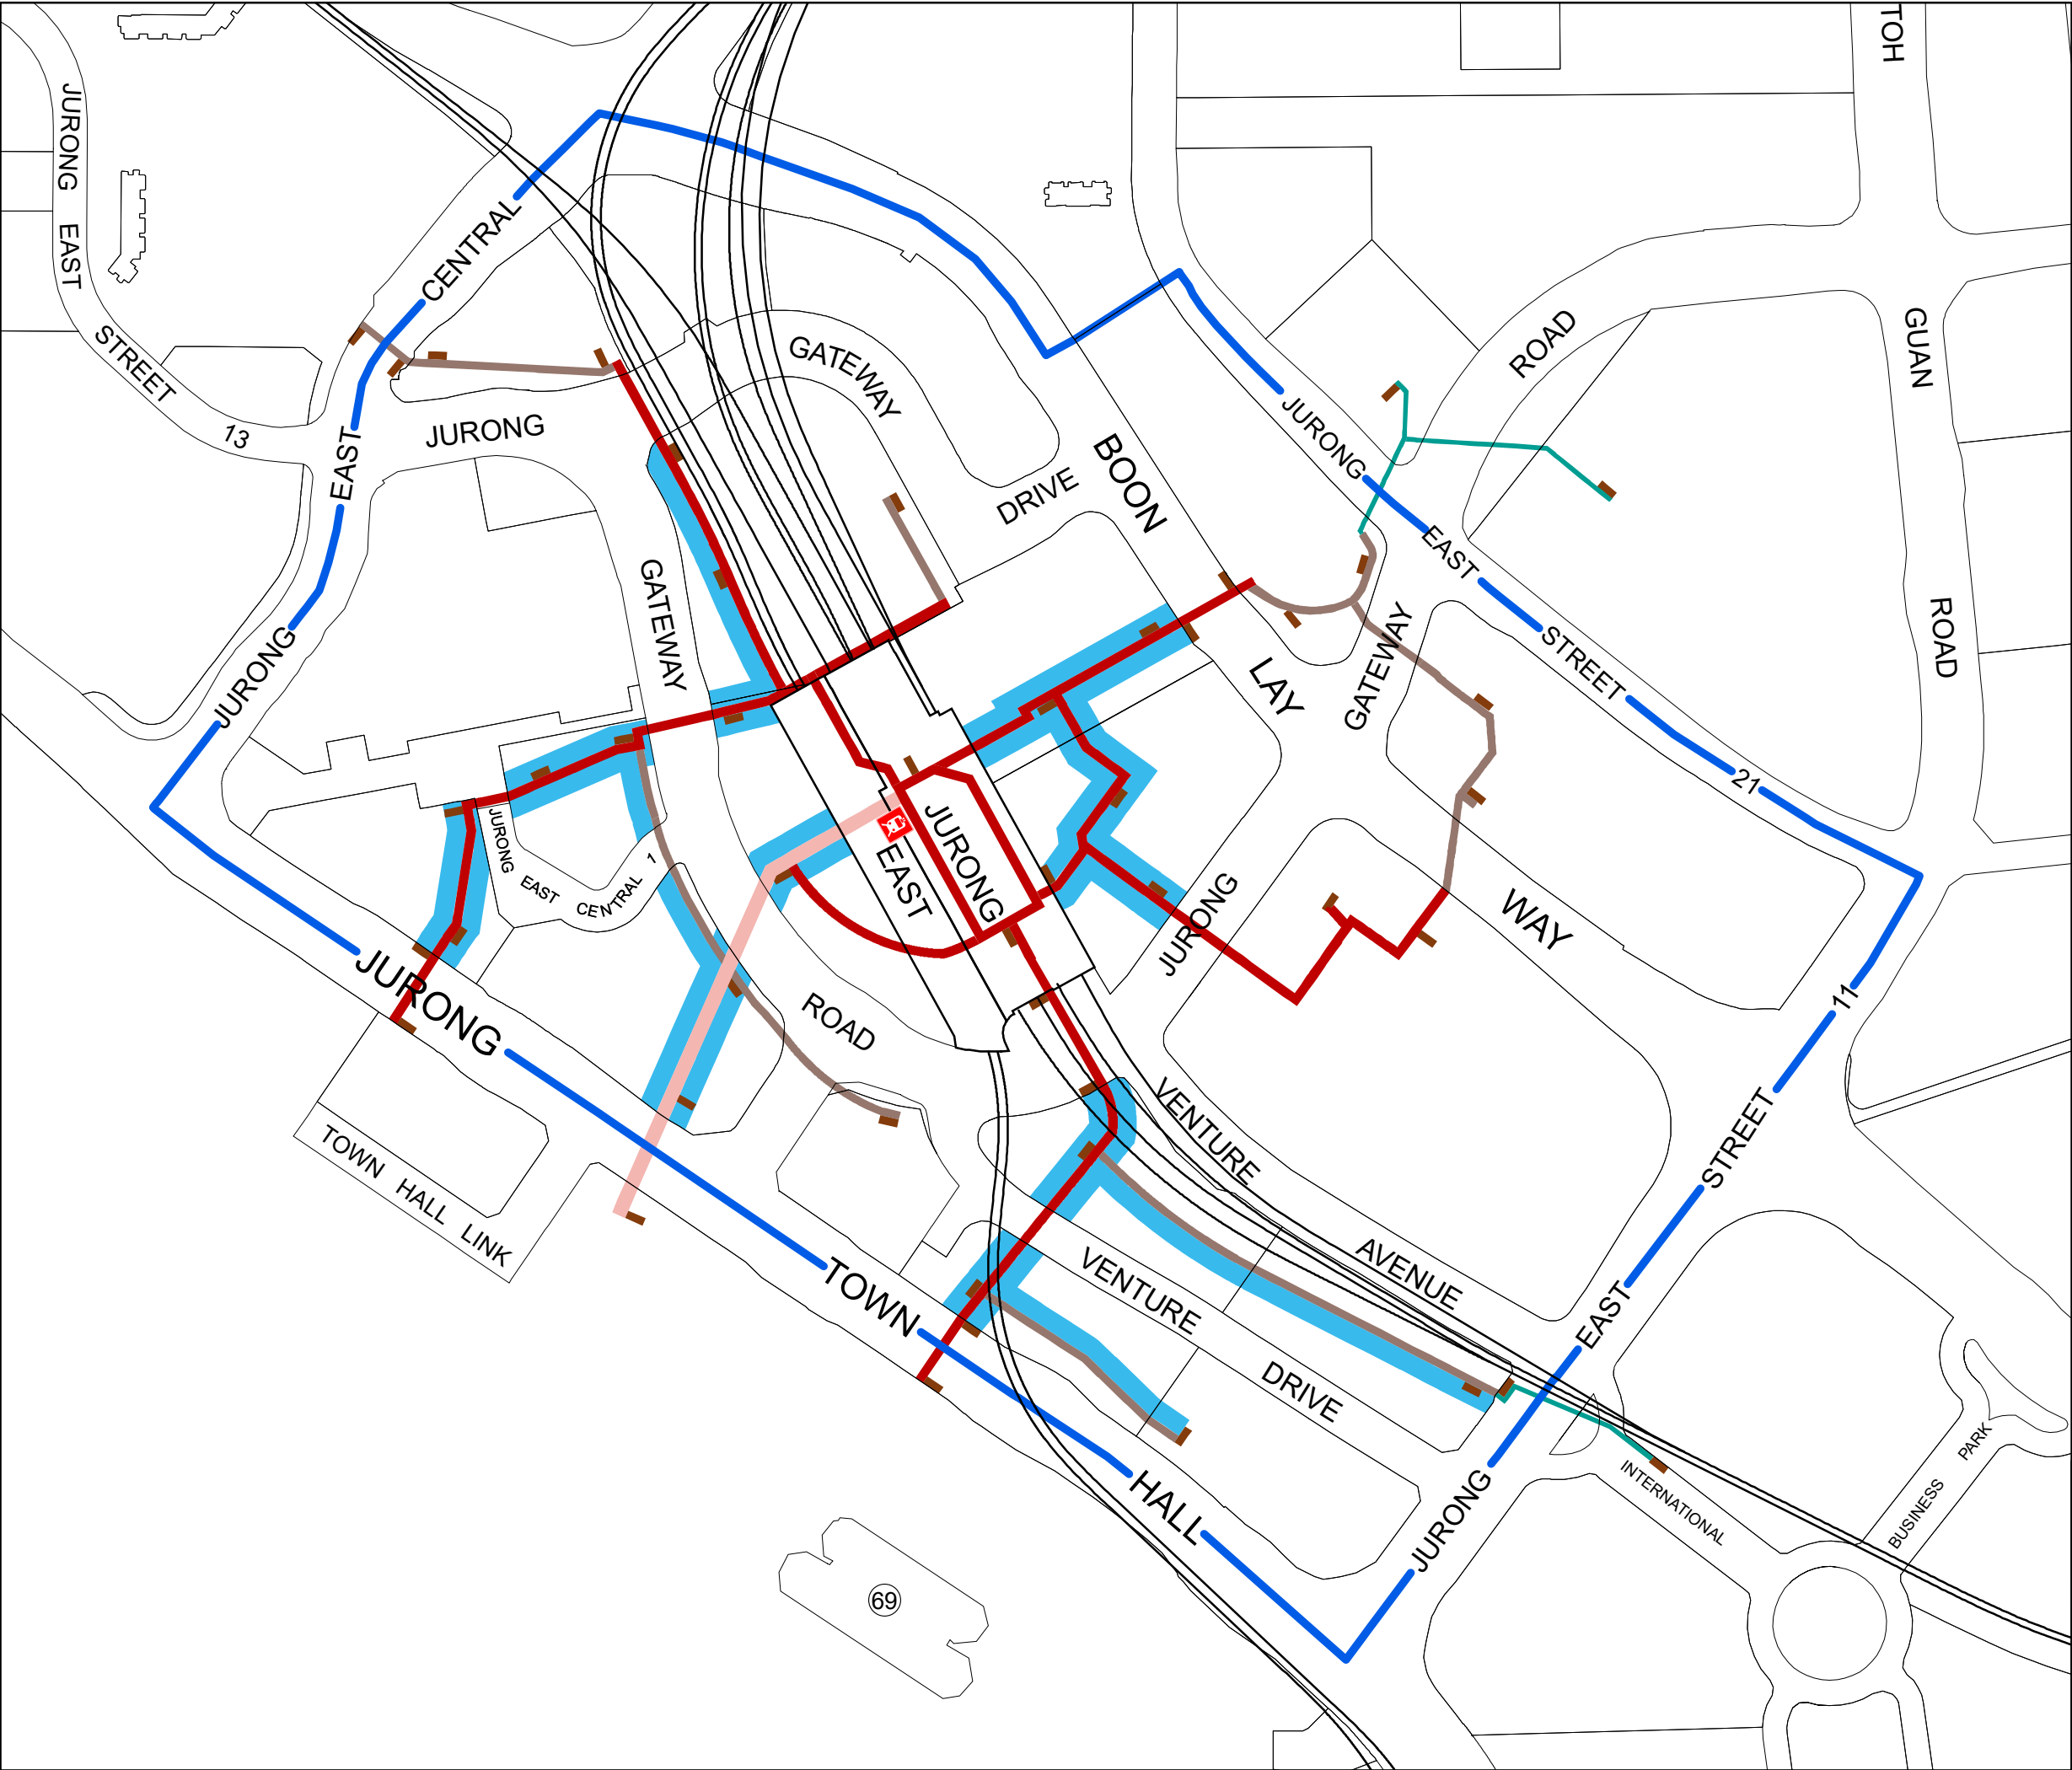 TOH
JURONG EAST
STREET
13
CENTRAL
EAST
JURONG
JURONG
GATEWAY
ROAD
GATEWAY
DRIVE
BOON
LAY
WAY
JURONG
EAST
STREET
21
ROAD
GUAN
ROAD
GATEWAY
JURONG
JURONG
EAST
JURONG
EAST
CENTRAL
1
JURONG
TOWN
HALL
TOWN HALL LINK
VENTURE
AVENUE
VENTURE
DRIVE
11
STREET
EAST
JURONG
INTERNATIONAL
BUSINESS PARK
69